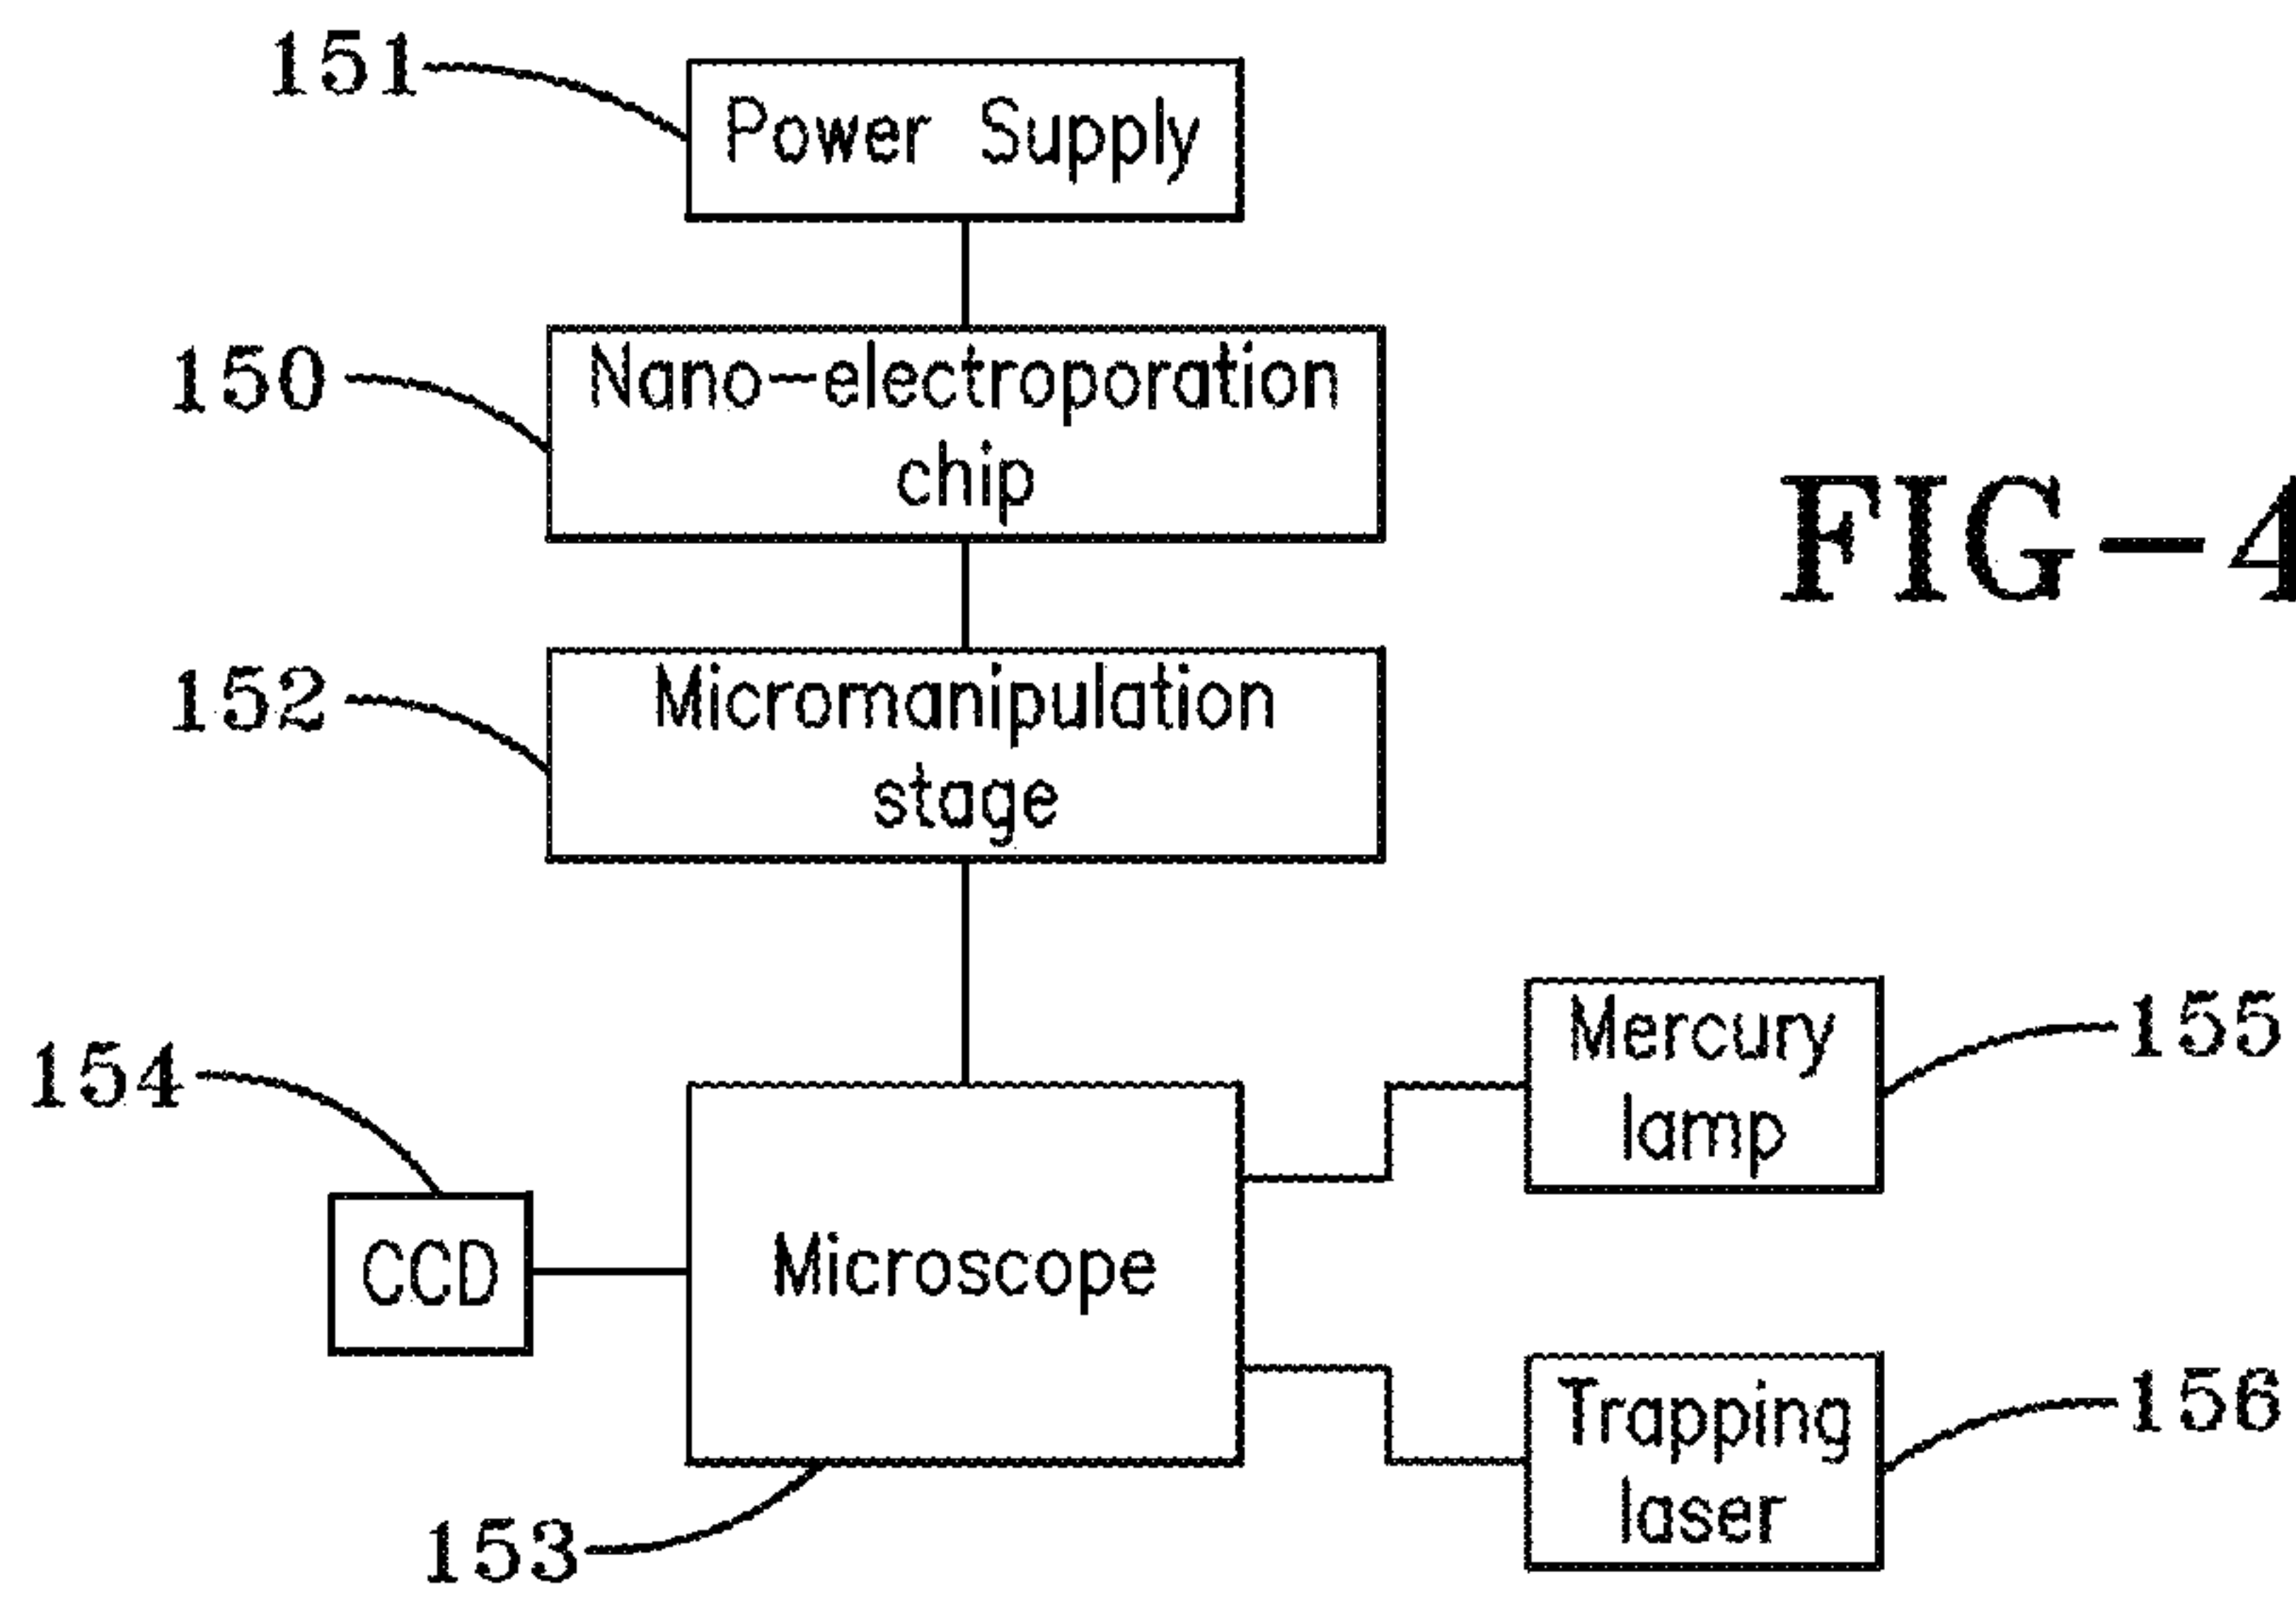 151
Power Supply
150
Nano-electroporation
chip
FIG-4
152
Micromanipulation
stage
154
CCD
Microscope
153
Mercury
lamp
155
Trapping
laser
156